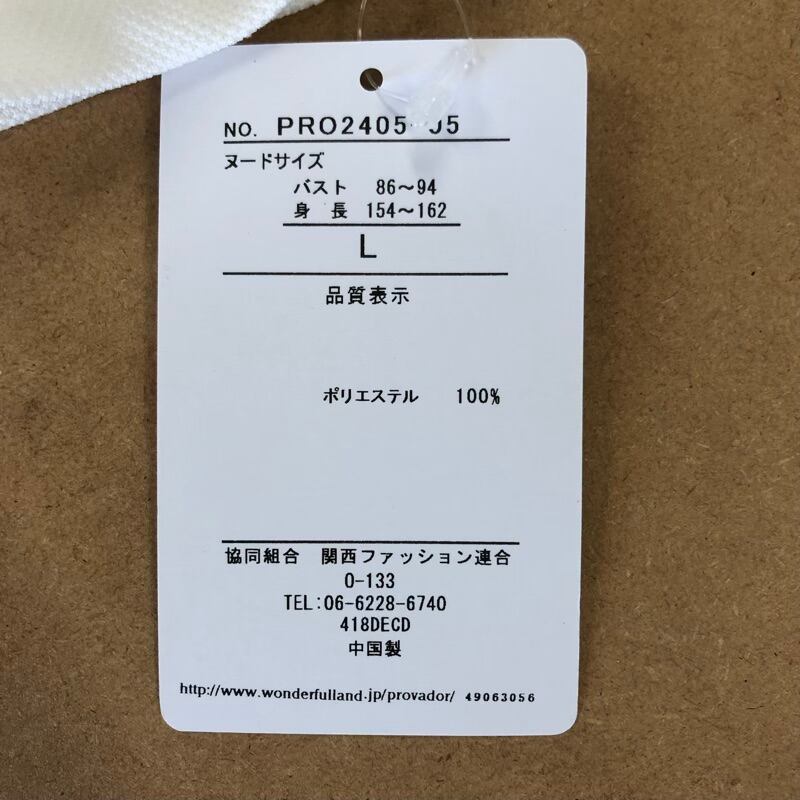 NO. PRO2405-05
ヌードサイズ
バスト 86～94
身 長 154～162
L
品質表示
ポリエステル 100%
協同組合 関西ファッション連合
O-133
TEL:06-6228-6740
418DECD
中国製
http://www.wonderfulland.jp/provador/ 49063056